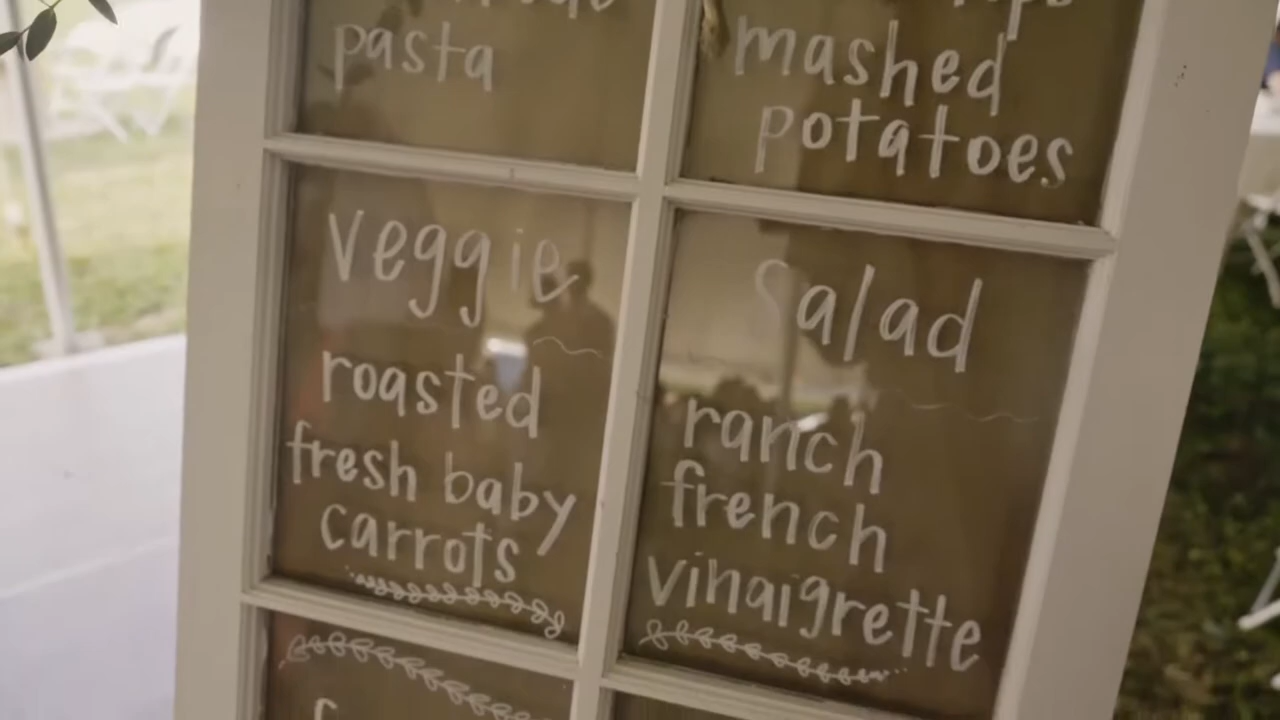 pasta
mashed
potatoes
veggie
roasted
fresh baby
carrots
Salad
ranch
french
vinaigrette